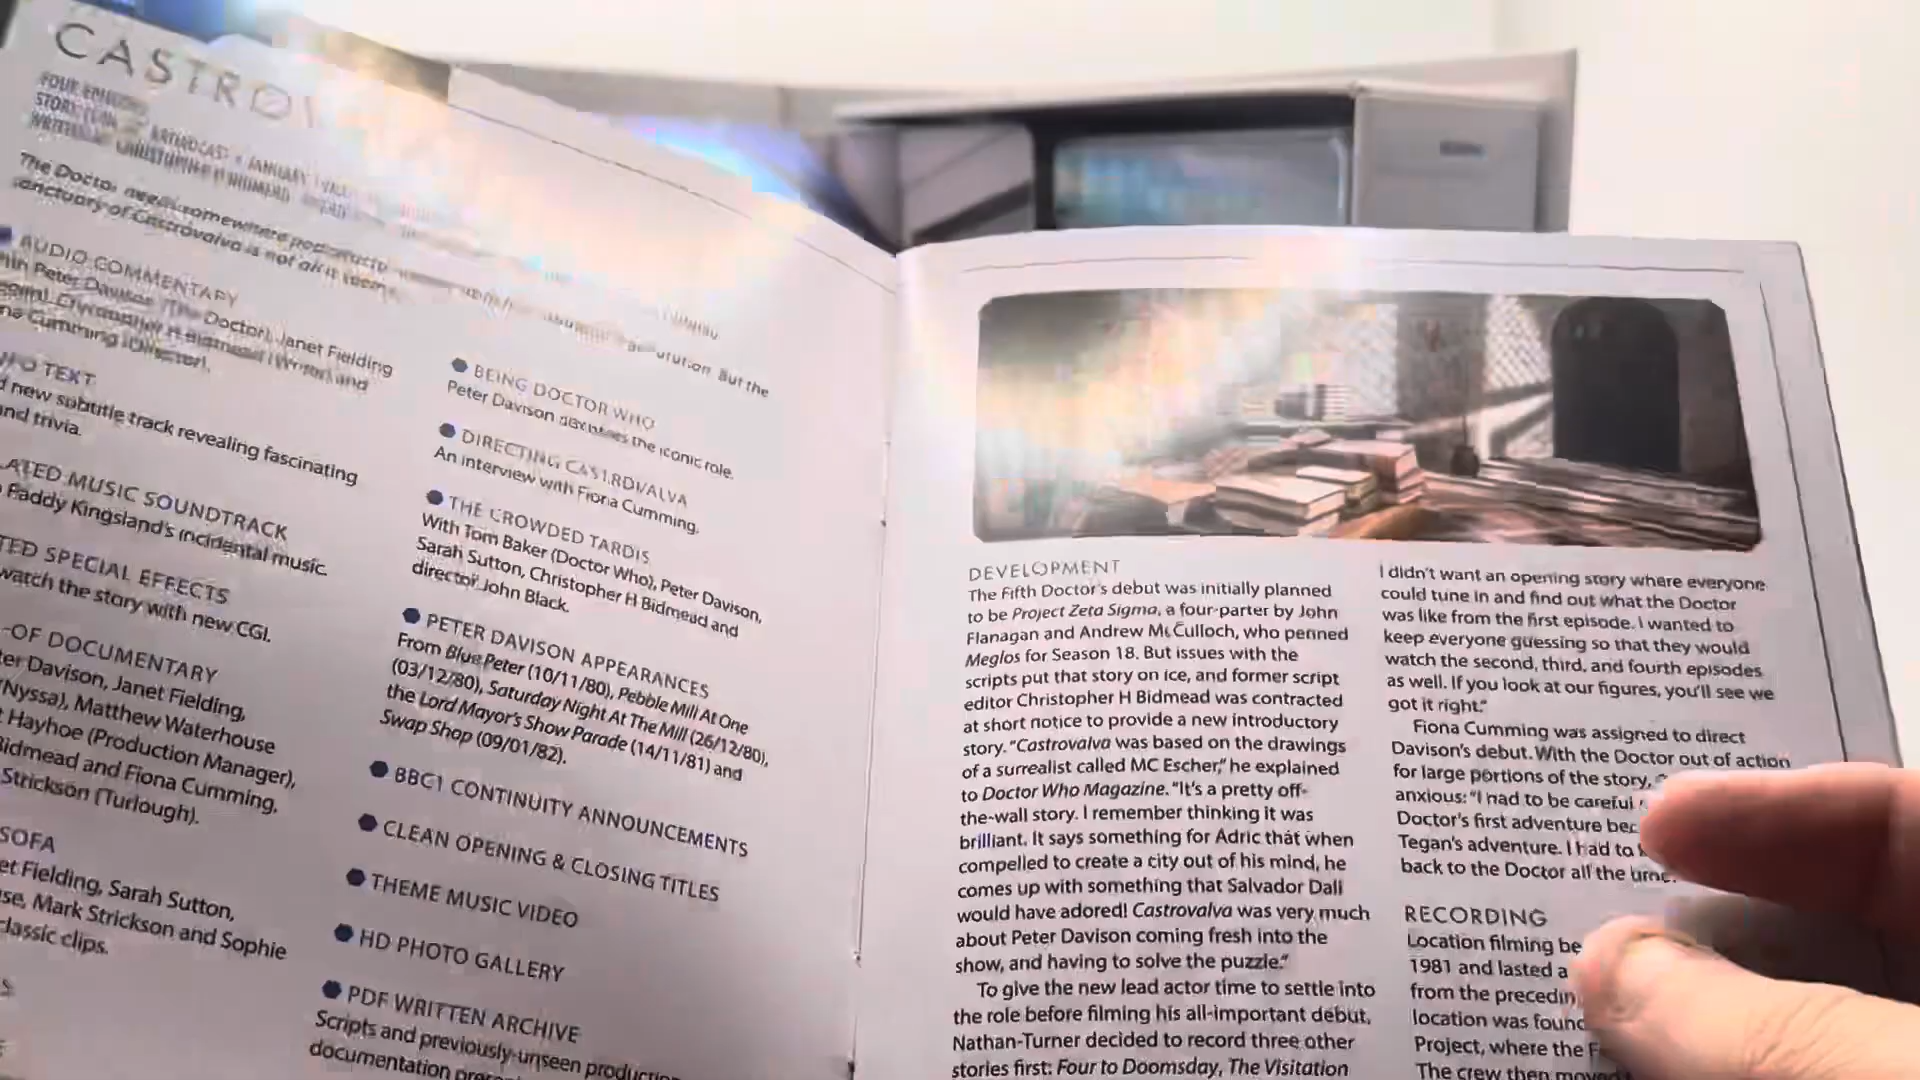 CASTROV
FOUR EPISODES
STORY
The Doctor needs somewhere
sanctuary of Castrovalva is not all it seems.
But the
AUDIO COMMENTARY
Peter Davison (The Doctor), Janet Fielding
Christopher H Bidmead (Writer) and
Cumming (Director).
TEXT
new subtitle track revealing fascinating
and trivia.
ATED MUSIC SOUNDTRACK
Paddy Kingsland's incidental music.
TED SPECIAL EFFECTS
watch the story with new CGI.
-OF DOCUMENTARY
ter Davison, Janet Fielding,
(Nyssa), Matthew Waterhouse
Hayhoe (Production Manager),
Bidmead and Fiona Cumming,
Strickson (Turlough).
SOFA
et Fielding, Sarah Sutton,
se, Mark Strickson and Sophie
classic clips.
BEING DOCTOR WHO
Peter Davison discusses the iconic role.
DIRECTING CASTROVALVA
An interview with Fiona Cumming.
THE CROWDED TARDIS
With Tom Baker (Doctor Who), Peter Davison,
Sarah Sutton, Christopher H Bidmead and
director John Black.
PETER DAVISON APPEARANCES
From Blue Peter (10/11/80), Pebble Mill At One
(03/12/80), Saturday Night At The Mill (26/12/80),
the Lord Mayor's Show Parade (14/11/81) and
Swap Shop (09/01/82).
BBC1 CONTINUITY ANNOUNCEMENTS
CLEAN OPENING & CLOSING TITLES
THEME MUSIC VIDEO
HD PHOTO GALLERY
PDF WRITTEN ARCHIVE
Scripts and previously-unseen production
documentation
DEVELOPMENT
The Fifth Doctor's debut was initially planned
to be Project Zeta Sigma, a four-parter by John
Flanagan and Andrew McCulloch, who penned
Meglos for Season 18. But issues with the
scripts put that story on ice, and former script
editor Christopher H Bidmead was contracted
at short notice to provide a new introductory
story. "Castrovalva was based on the drawings
of a surrealist called MC Escher," he explained
to Doctor Who Magazine. "It's a pretty off-
the-wall story. I remember thinking it was
brilliant. It says something for Adric that when
compelled to create a city out of his mind, he
comes up with something that Salvador Dali
would have adored! Castrovalva was very much
about Peter Davison coming fresh into the
show, and having to solve the puzzle."
To give the new lead actor time to settle into
the role before filming his all-important debut,
Nathan-Turner decided to record three other
stories first: Four to Doomsday, The Visitation
I didn't want an opening story where everyone
could tune in and find out what the Doctor
was like from the first episode. I wanted to
keep everyone guessing so that they would
watch the second, third, and fourth episodes
as well. If you look at our figures, you'll see we
got it right."
Fiona Cumming was assigned to direct
Davison's debut. With the Doctor out of action
for large portions of the story,
anxious: "I had to be careful
Doctor's first adventure bec
Tegan's adventure. I had to
back to the Doctor all the time.
RECORDING
Location filming be
1981 and lasted a
from the precedin
location was found
Project, where the F
The crew then moved